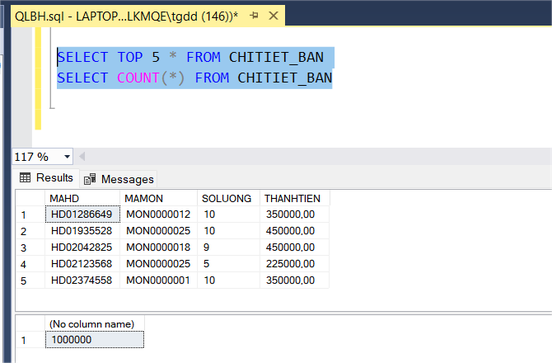 QLBH.sql - LAPTOP...LKMQE\tgdd (146))*
SELECT TOP 5 * FROM CHITIET_BAN
SELECT COUNT(*) FROM CHITIET_BAN
117 %
Results Messages
MAHD MAMON SOLUONG THANHTIEN
1 HD01286649 MON0000012 10 350000,00
2 HD01935528 MON0000025 10 450000,00
3 HD02042825 MON0000018 9 450000,00
4 HD02123568 MON0000025 5 225000,00
5 HD02374558 MON0000001 10 350000,00
(No column name)
1 1000000